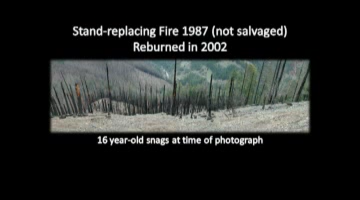 Stand-replacing Fire 1987 (not salvaged)
Reburned in 2002
16 year-old snags at time of photograph